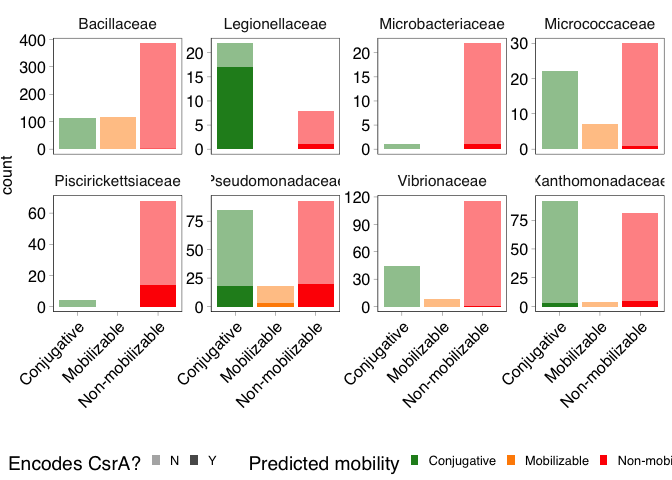 Bacillaceae Legionellaceae Microbacteriaceae Micrococcaceae
400 300 200 100 0
20 15 10 5 0
20 15 10 5 0
30 20 10 0
count
Piscirickettsiaceae Pseudomonadaceae Vibrionaceae Xanthomonadaceae
60 40 20 0
75 50 25 0
120 90 60 30 0
75 50 25 0
Conjugative Mobilizable Non-mobilizable
Conjugative Mobilizable Non-mobilizable
Conjugative Mobilizable Non-mobilizable
Conjugative Mobilizable Non-mobilizable
Encodes CsrA? N Y Predicted mobility Conjugative Mobilizable Non-mobi